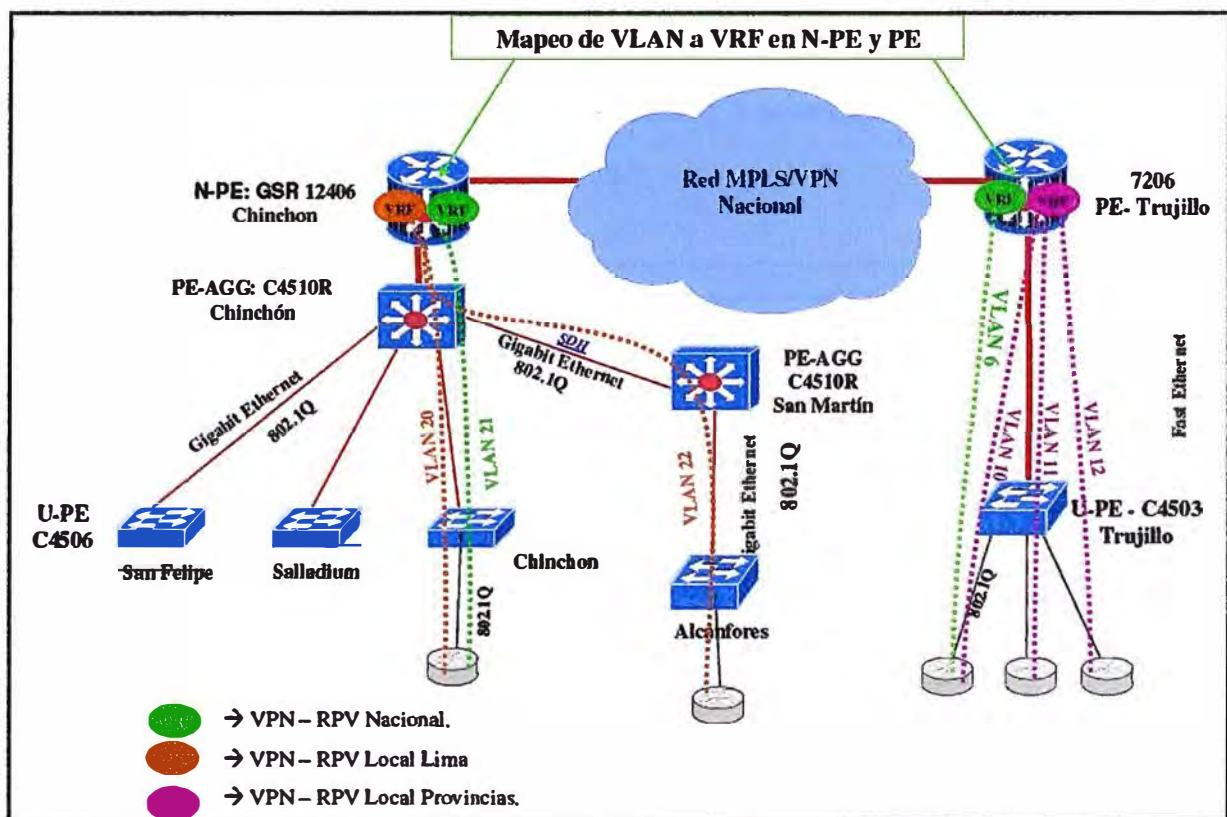 Mapeo de VLAN a VRF en N-PE y PE
N-PE: GSR 12406
Chinchon
VRF
VRF
Red MPLS/VPN
Nacional
VRF
VRF
7206
PE- Trujillo
PE-AGG: C4510R
Chinchón
SDH
Gigabit Ethernet
802.1Q
PE-AGG
C4510R
San Martín
Gigabit Ethernet
802.1Q
VLAN 20
VLAN 21
VLAN 22
igabit Ethernet
802.1Q
VLAN 6
VLAN 10
VLAN 11
VLAN 12
Fast Ethernet
U-PE
C4506
San Felipe
Salladium
Chinchon
802.1Q
Alcanfores
U-PE - C4503
Trujillo
802.1Q
→ VPN – RPV Nacional.
→ VPN – RPV Local Lima
→ VPN – RPV Local Provincias.